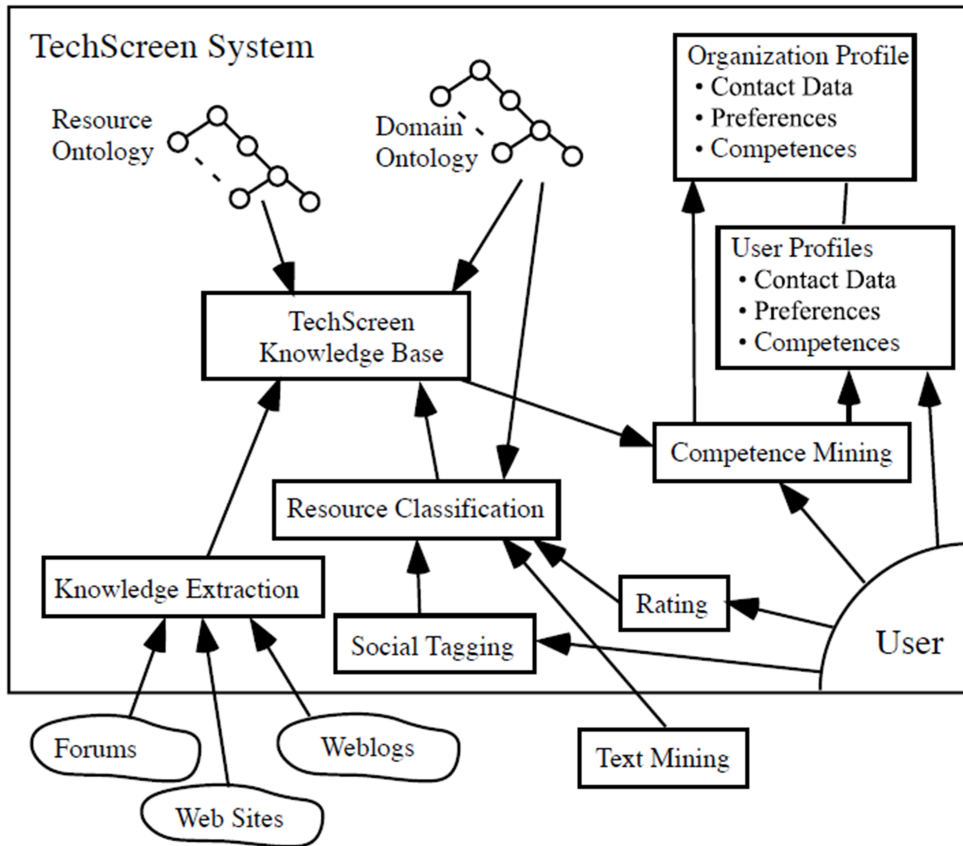 TechScreen System
Resource
Ontology
Domain
Ontology
Organization Profile
• Contact Data
• Preferences
• Competences
User Profiles
• Contact Data
• Preferences
• Competences
TechScreen
Knowledge Base
Competence Mining
Resource Classification
Knowledge Extraction
Rating
Social Tagging
User
Forums
Weblogs
Web Sites
Text Mining